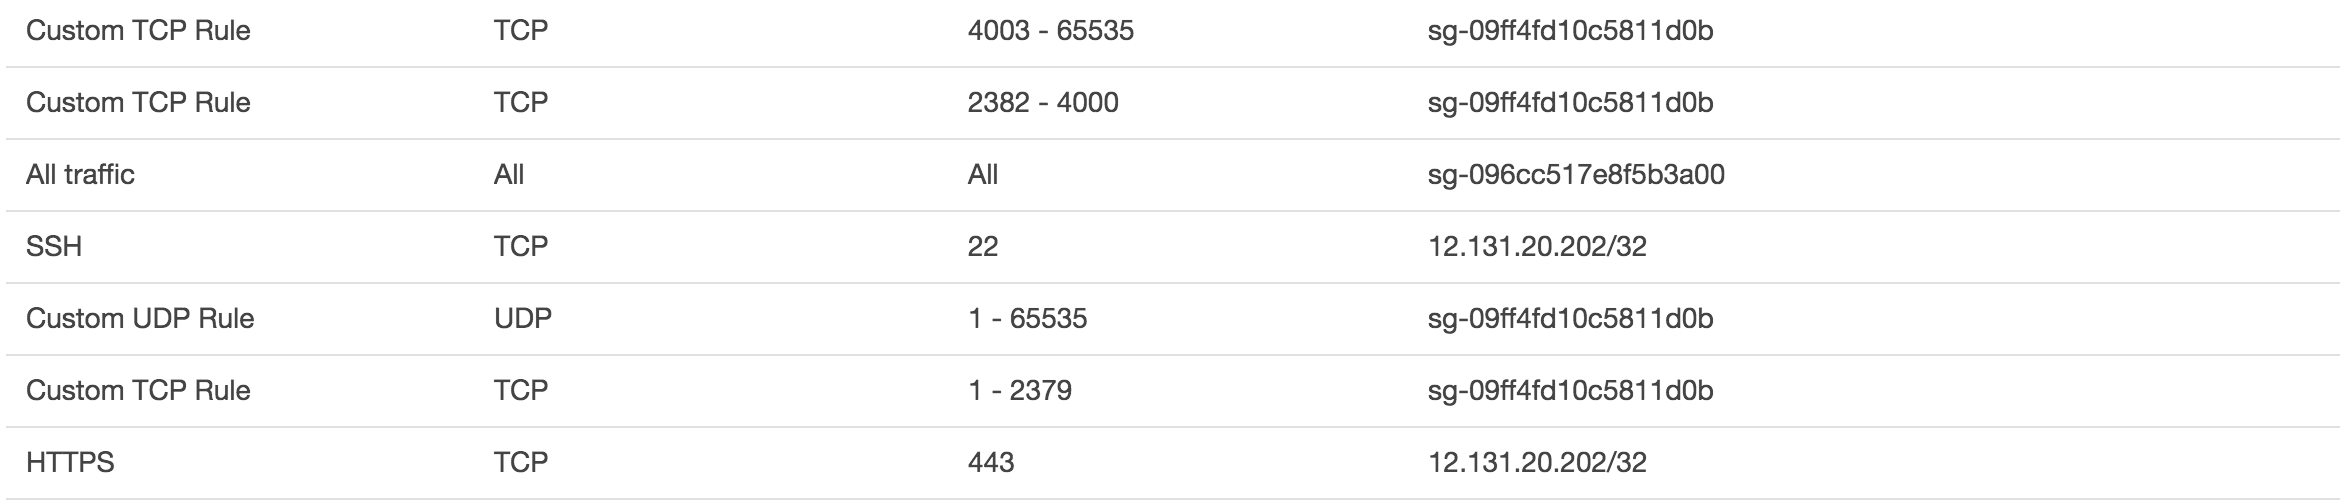 Custom TCP Rule TCP 4003 - 65535 sg-09ff4fd10c5811d0b
Custom TCP Rule TCP 2382 - 4000 sg-09ff4fd10c5811d0b
All traffic All All sg-096cc517e8f5b3a00
SSH TCP 22 12.131.20.202/32
Custom UDP Rule UDP 1 - 65535 sg-09ff4fd10c5811d0b
Custom TCP Rule TCP 1 - 2379 sg-09ff4fd10c5811d0b
HTTPS TCP 443 12.131.20.202/32